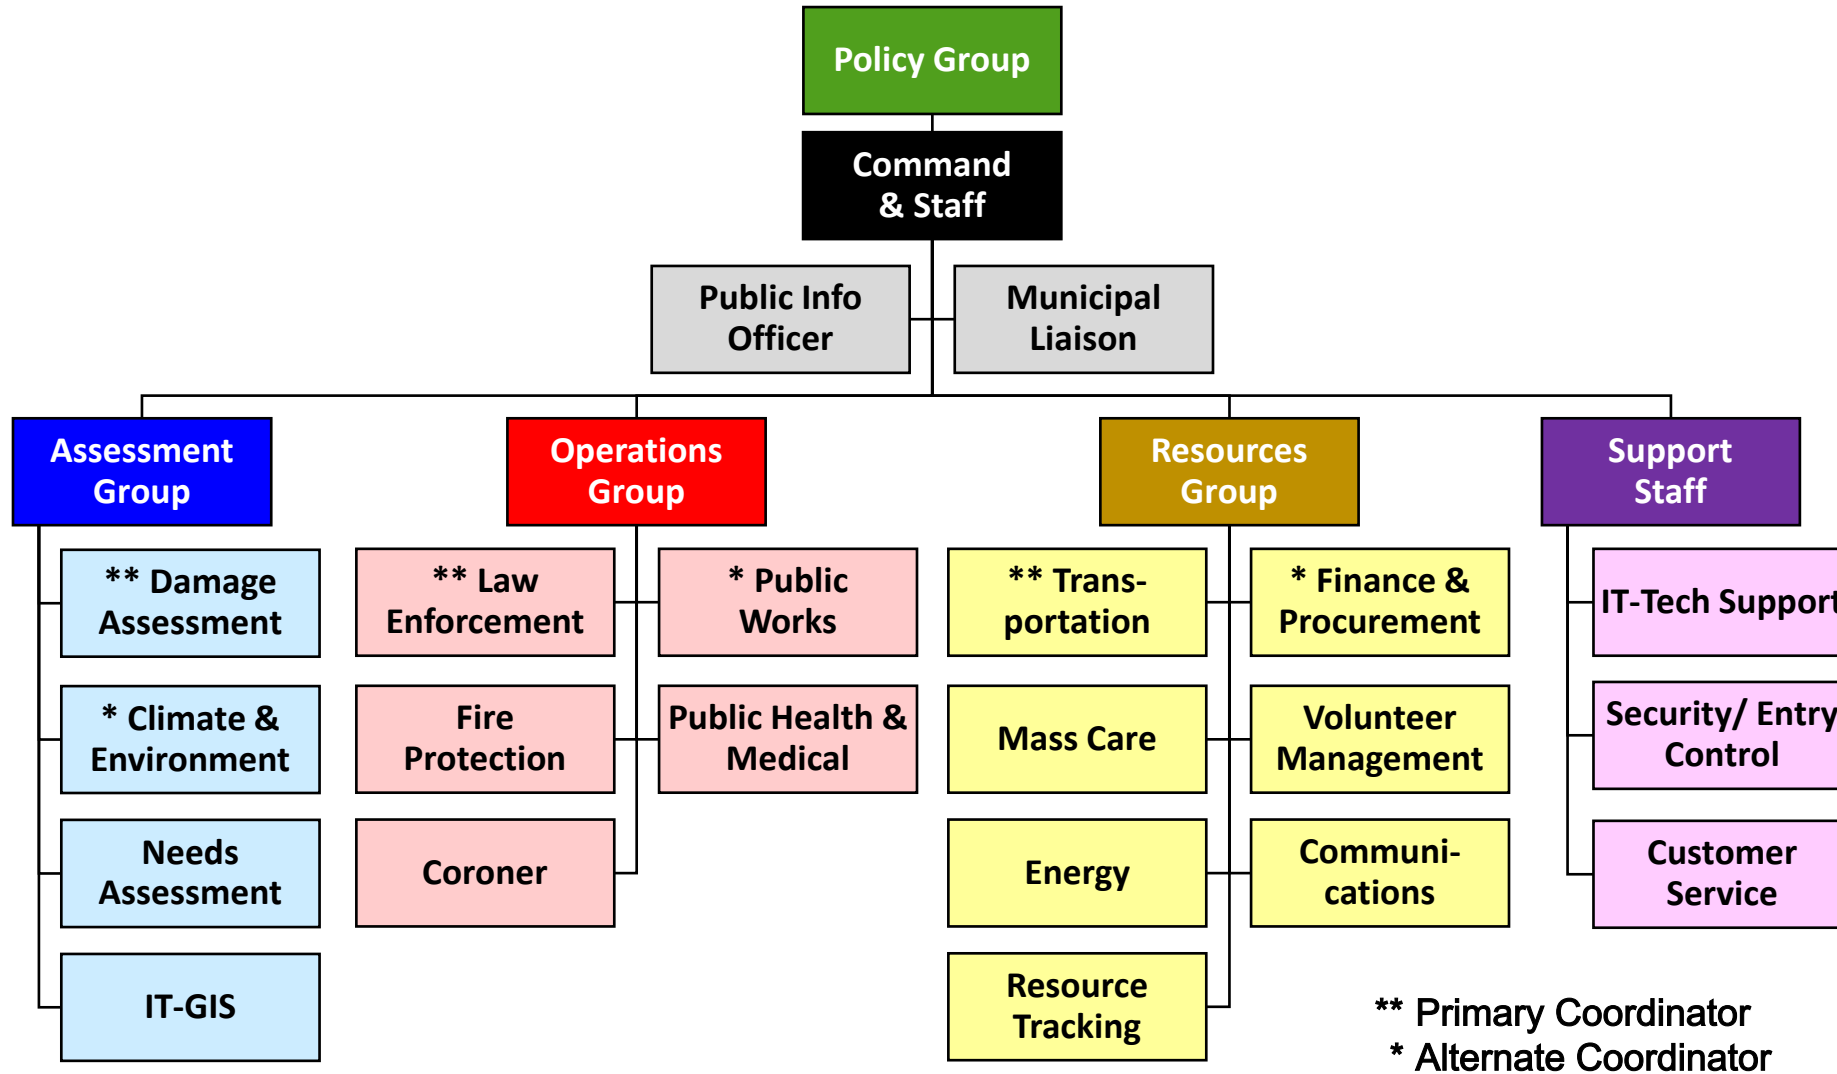 Policy Group
Command
& Staff
Public Info
Officer
Municipal
Liaison
Assessment
Group
Operations
Group
Resources
Group
Support
Staff
** Damage
Assessment
* Climate &
Environment
Needs
Assessment
IT-GIS
** Law
Enforcement
* Public
Works
Fire
Protection
Public Health &
Medical
Coroner
** Trans-
portation
* Finance &
Procurement
Mass Care
Volunteer
Management
Energy
Communi-
cations
Resource
Tracking
IT-Tech Support
Security/ Entry
Control
Customer
Service
** Primary Coordinator
* Alternate Coordinator